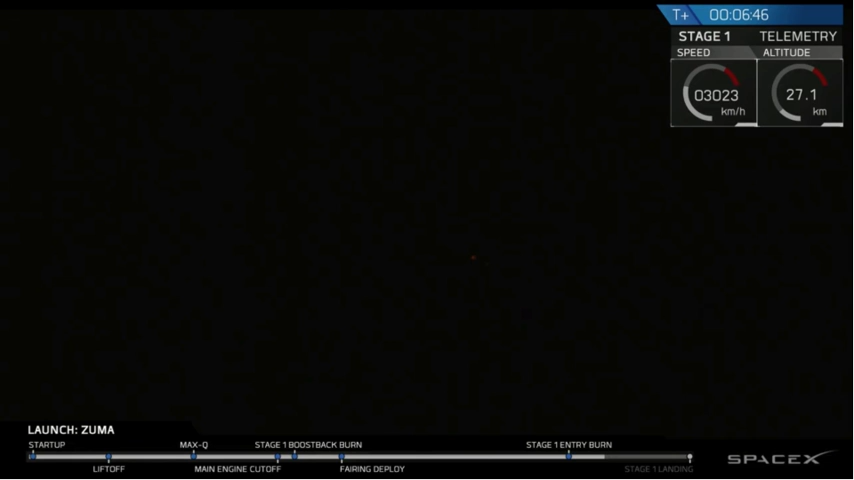 T+ 00:06:46
STAGE 1 TELEMETRY
SPEED ALTITUDE
03023 27.1
km/h km
LAUNCH: ZUMA
STARTUP MAX-Q STAGE 1 BOOSTBACK BURN STAGE 1 ENTRY BURN
LIFTOFF MAIN ENGINE CUTOFF FAIRING DEPLOY STAGE 1 LANDING
SPACEX